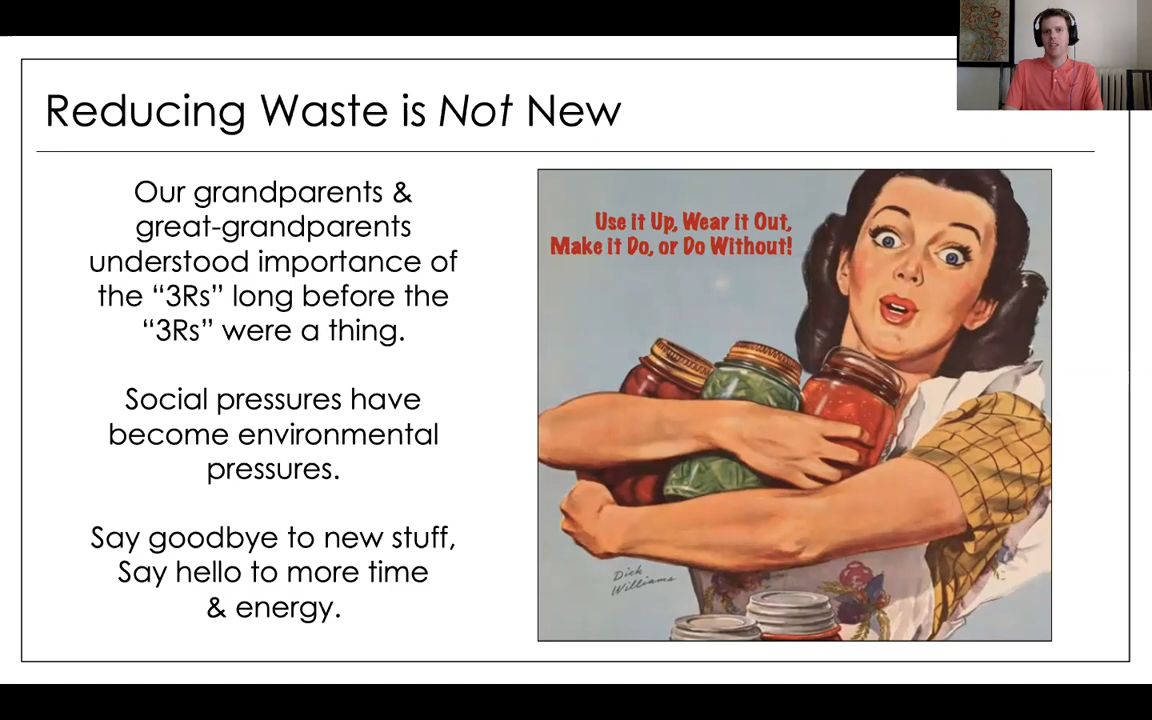 Reducing Waste is Not New
Our grandparents &
great-grandparents
understood importance of
the “3Rs” long before the
“3Rs” were a thing.
Social pressures have
become environmental
pressures.
Say goodbye to new stuff,
Say hello to more time
& energy.
Use it Up, Wear it Out,
Make it Do, or Do Without!
Dick
Williams